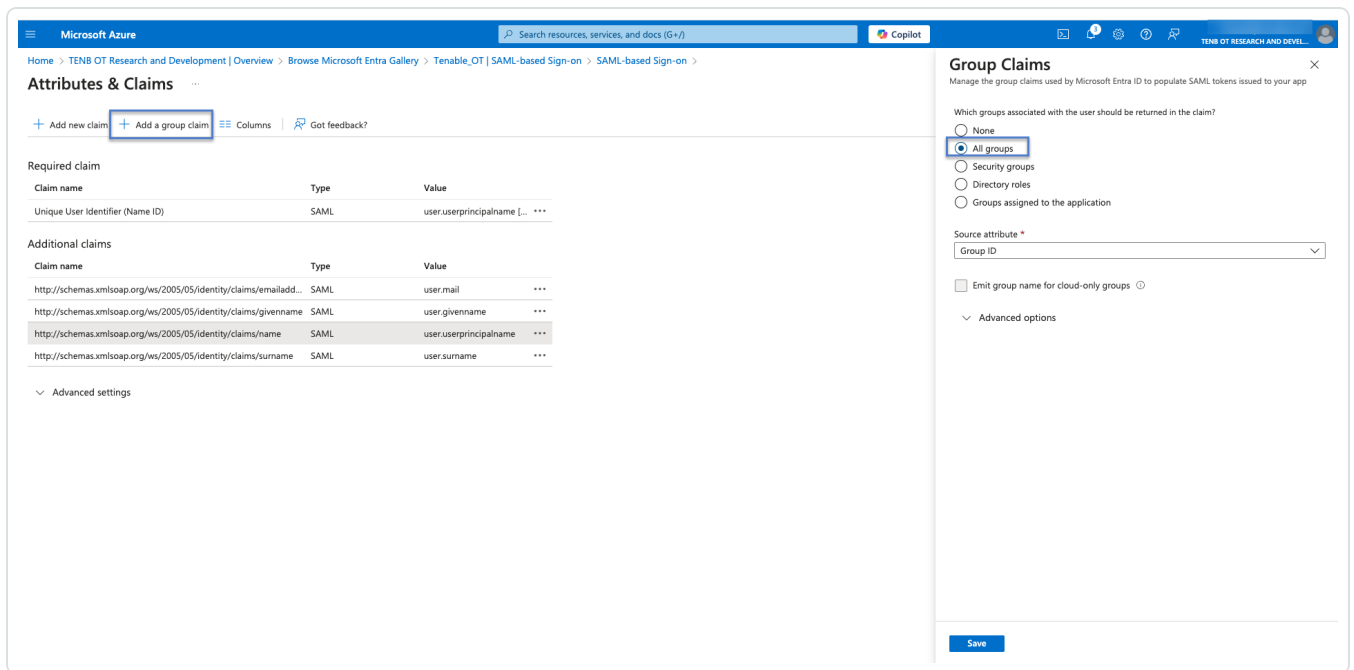 Microsoft Azure
Search resources, services, and docs (G+/)
Copilot
3
TENB OT RESEARCH AND DEVEL...
Home > TENB OT Research and Development | Overview > Browse Microsoft Entra Gallery > Tenable_OT | SAML-based Sign-on > SAML-based Sign-on >
Attributes & Claims ...
+ Add new claim + Add a group claim Columns Got feedback?
Required claim
Claim name Type Value
Unique User Identifier (Name ID) SAML user.userprincipalname [... •••
Additional claims
Claim name Type Value
http://schemas.xmlsoap.org/ws/2005/05/identity/claims/emailadd... SAML user.mail •••
http://schemas.xmlsoap.org/ws/2005/05/identity/claims/givenname SAML user.givenname •••
http://schemas.xmlsoap.org/ws/2005/05/identity/claims/name SAML user.userprincipalname •••
http://schemas.xmlsoap.org/ws/2005/05/identity/claims/surname SAML user.surname •••
Advanced settings
Group Claims
Manage the group claims used by Microsoft Entra ID to populate SAML tokens issued to your app
Which groups associated with the user should be returned in the claim?
None
All groups
Security groups
Directory roles
Groups assigned to the application
Source attribute *
Group ID
Emit group name for cloud-only groups
Advanced options
Save